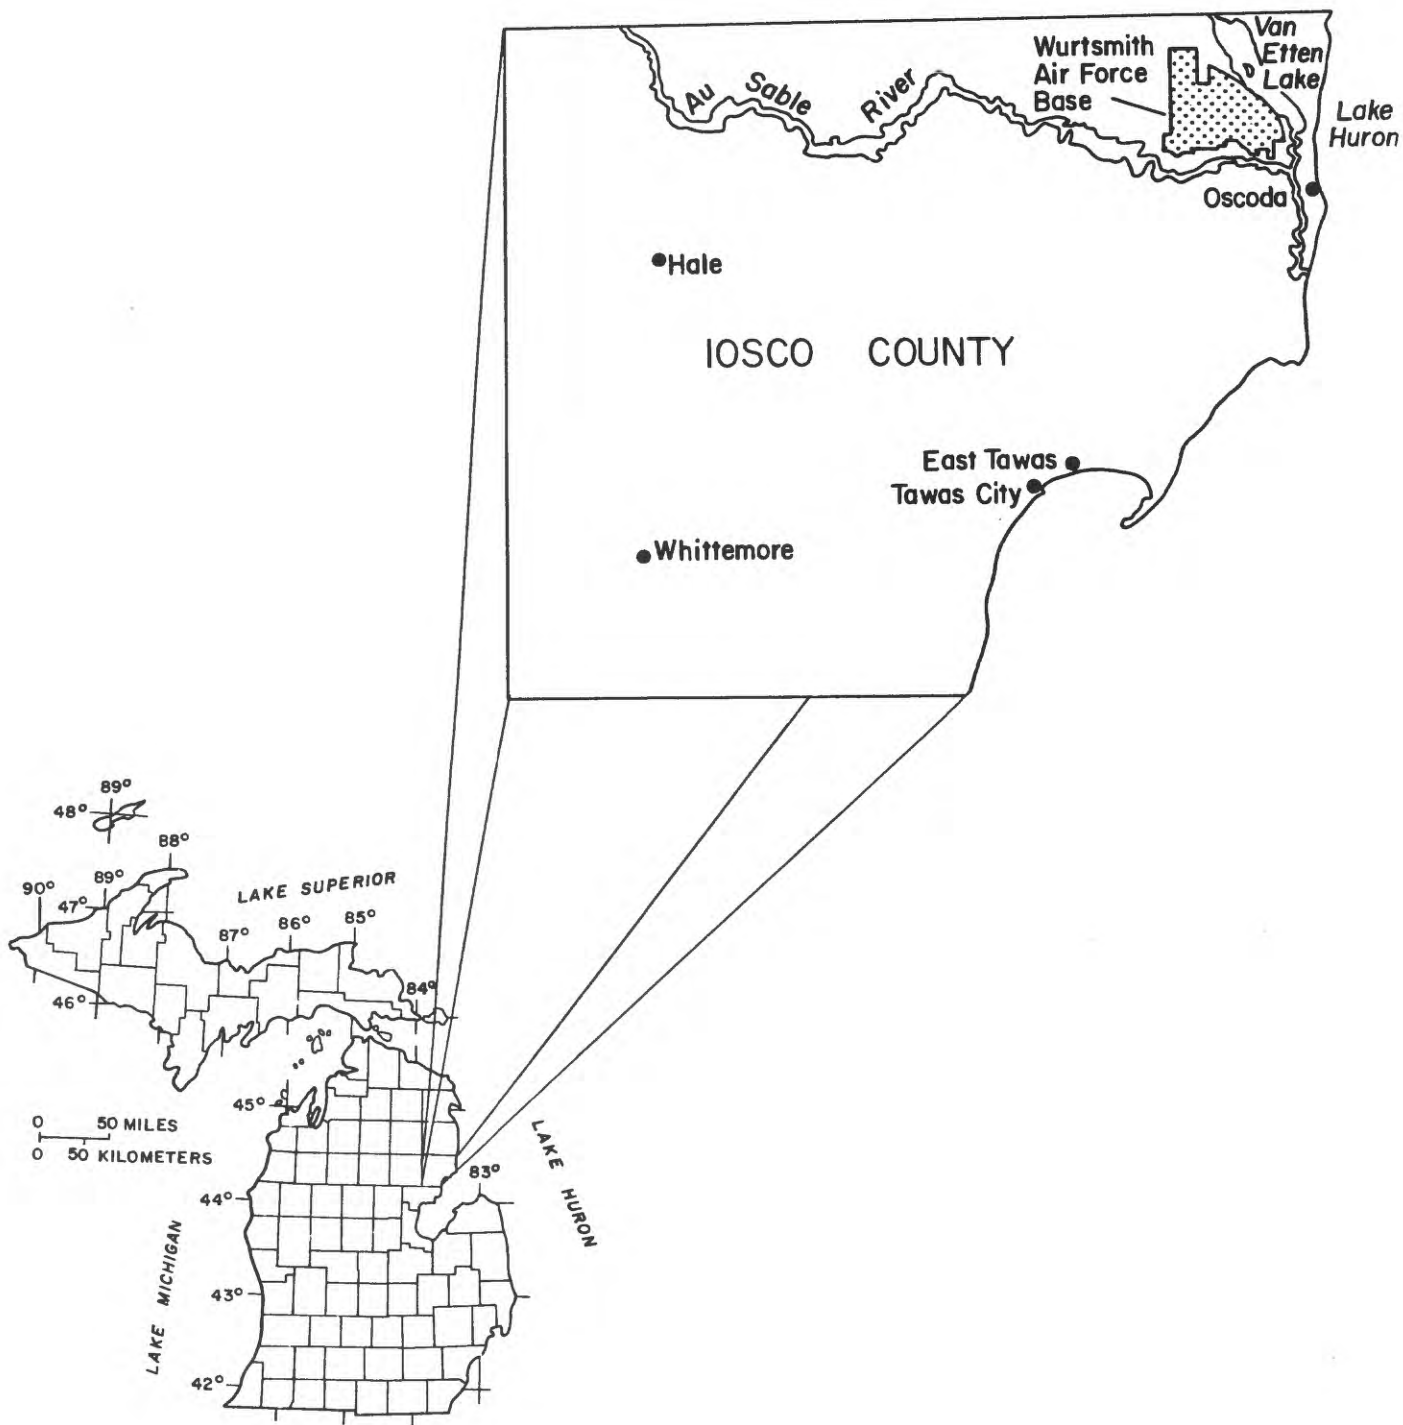 Van
Etten
Lake
Wurtsmith
Air Force
Base
Au Sable River
Lake
Huron
Oscoda
Hale
IOSCO COUNTY
East Tawas
Tawas City
Whittemore
89°
48°
88°
90°
89°
47°
LAKE SUPERIOR
87°
86°
85°
46°
84°
45°
0 50 MILES
0 50 KILOMETERS
LAKE HURON
83°
44°
LAKE MICHIGAN
43°
42°